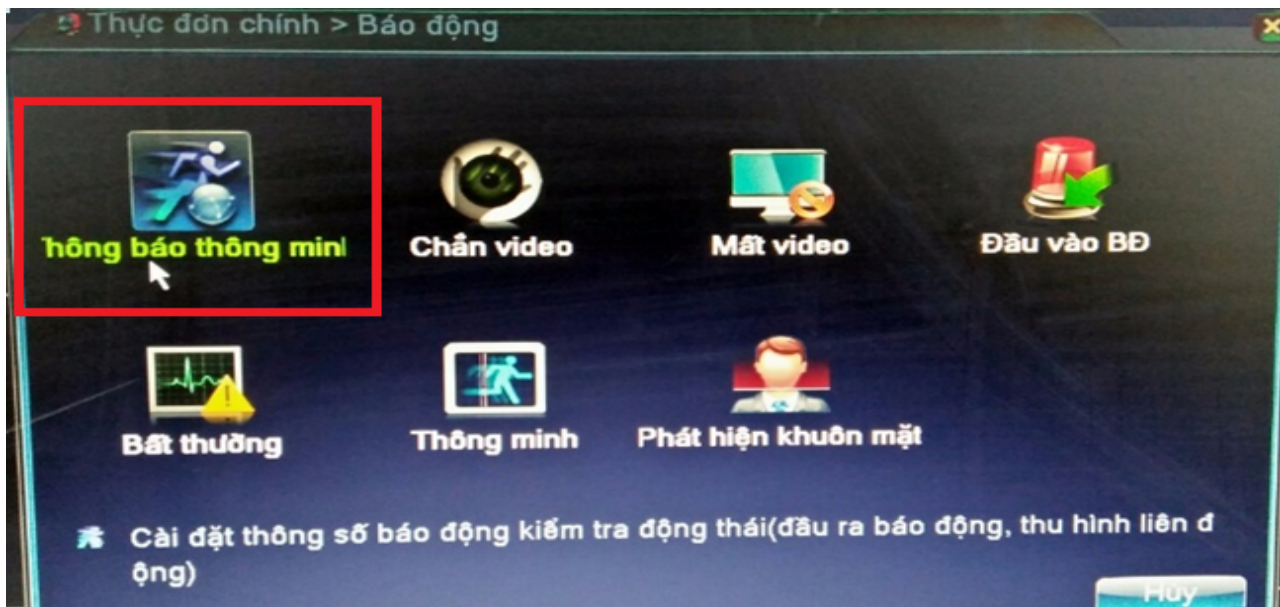 Thực đơn chính > Báo động
hông báo thông minh
Chắn video
Mất video
Đầu vào BĐ
Bất thường
Thông minh
Phát hiện khuôn mặt
Cài đặt thông số báo động kiểm tra động thái(đầu ra báo động, thu hình liên đ
ộng)
Hủy